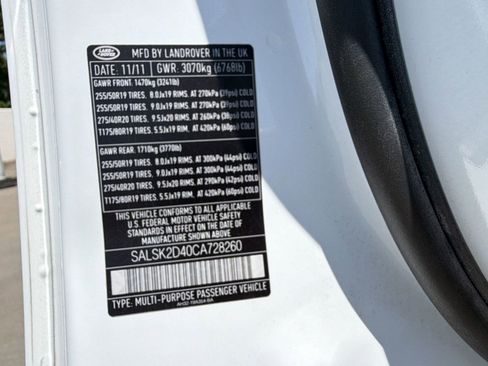 LAND ROVER
MFD BY LANDROVER IN THE UK
DATE: 11/11 GWR: 3070kg (6768lb)
GAWR FRONT: 1470kg (3241lb)
255/50R19 TIRES. 8.0Jx19 RIMS. AT 270kPa (39psi) COLD
255/50R19 TIRES. 9.0Jx19 RIMS. AT 270kPa (39psi) COLD
275/40R20 TIRES. 9.5Jx20 RIMS. AT 260kPa (38psi) COLD
T175/80R19 TIRES. 5.5Jx19 RIM. AT 420kPa (60psi) COLD
GAWR REAR: 1710kg (3770lb)
255/50R19 TIRES. 8.0Jx19 RIMS. AT 300kPa (44psi) COLD
255/50R19 TIRES. 9.0Jx19 RIMS. AT 300kPa (44psi) COLD
275/40R20 TIRES. 9.5Jx20 RIMS. AT 290kPa (42psi) COLD
T175/80R19 TIRES. 5.5Jx19 RIM. AT 420kPa (60psi) COLD
THIS VEHICLE CONFORMS TO ALL APPLICABLE
U.S. FEDERAL MOTOR VEHICLE SAFETY
STANDARDS IN EFFECT ON THE DATE OF
MANUFACTURE SHOWN ABOVE
SALSK2D40CA728260
TYPE: MULTI-PURPOSE PASSENGER VEHICLE